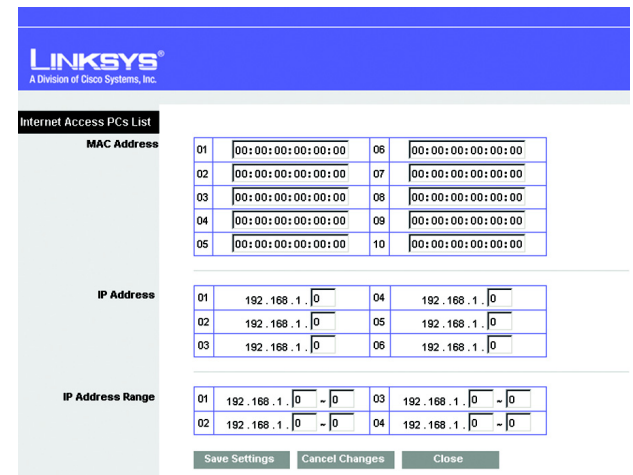 LINKSYS®
A Division of Cisco Systems, Inc.
Internet Access PCs List
MAC Address
01 00:00:00:00:00:00 06 00:00:00:00:00:00
02 00:00:00:00:00:00 07 00:00:00:00:00:00
03 00:00:00:00:00:00 08 00:00:00:00:00:00
04 00:00:00:00:00:00 09 00:00:00:00:00:00
05 00:00:00:00:00:00 10 00:00:00:00:00:00
IP Address
01 192.168.1.0 04 192.168.1.0
02 192.168.1.0 05 192.168.1.0
03 192.168.1.0 06 192.168.1.0
IP Address Range
01 192.168.1.0 ~ 0 03 192.168.1.0 ~ 0
02 192.168.1.0 ~ 0 04 192.168.1.0 ~ 0
Save Settings Cancel Changes Close